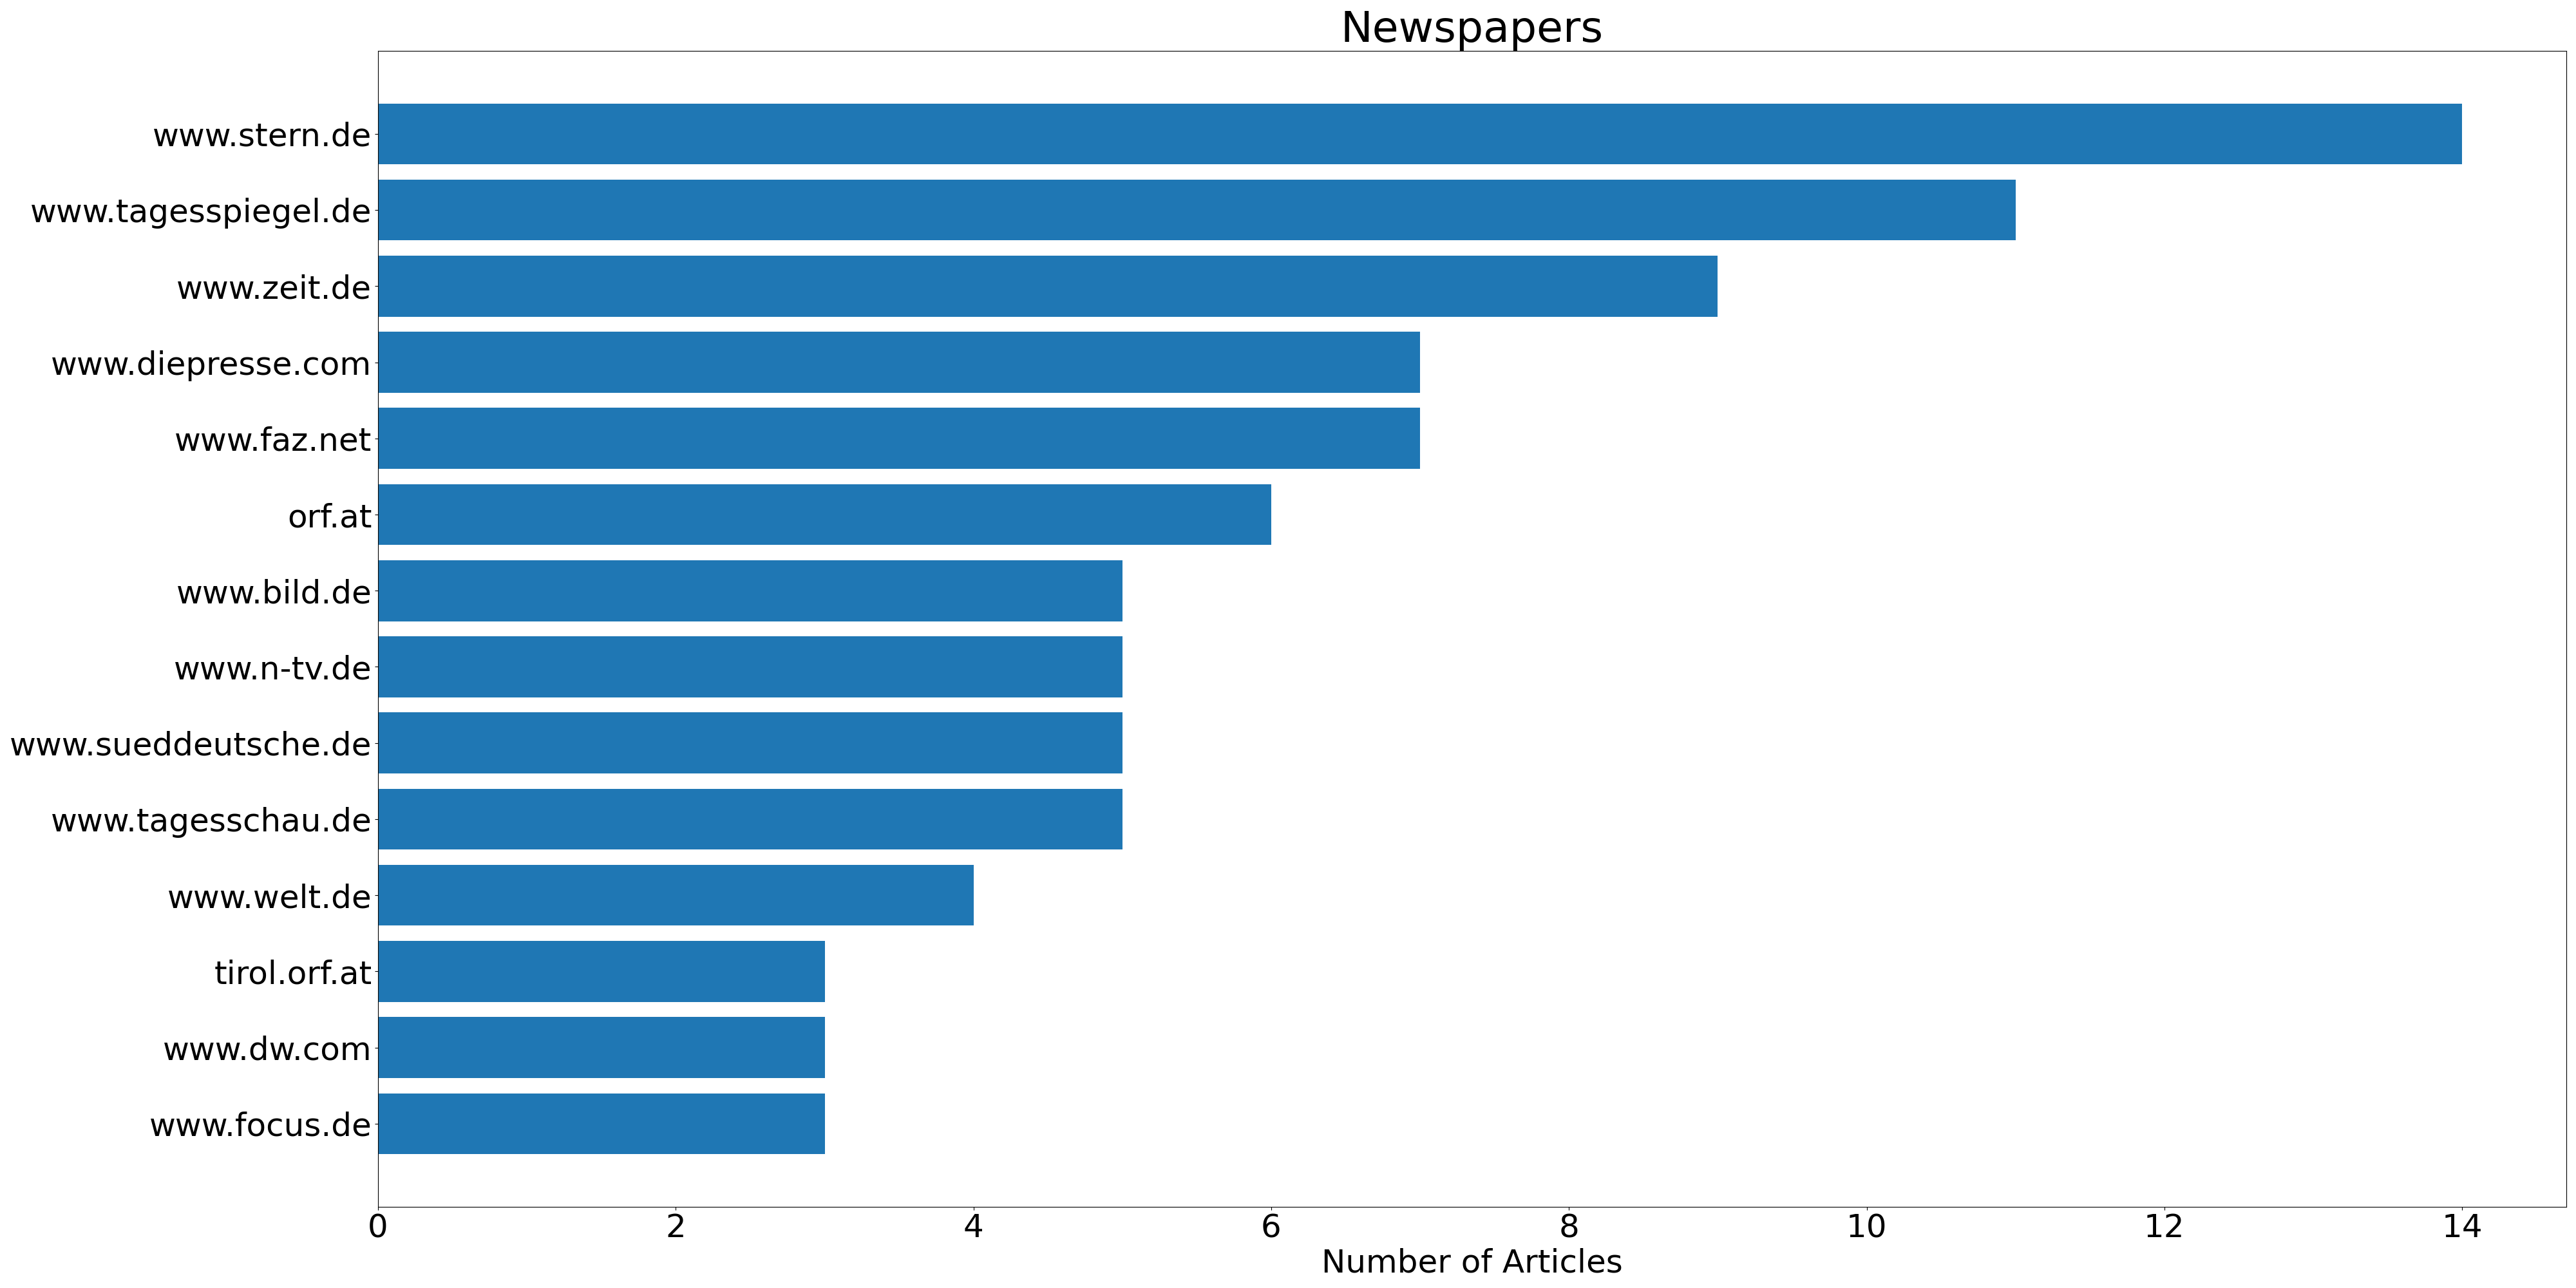 Newspapers
www.stern.de
www.tagesspiegel.de
www.zeit.de
www.diepresse.com
www.faz.net
orf.at
www.bild.de
www.n-tv.de
www.sueddeutsche.de
www.tagesschau.de
www.welt.de
tirol.orf.at
www.dw.com
www.focus.de
0 2 4 6 8 10 12 14
Number of Articles